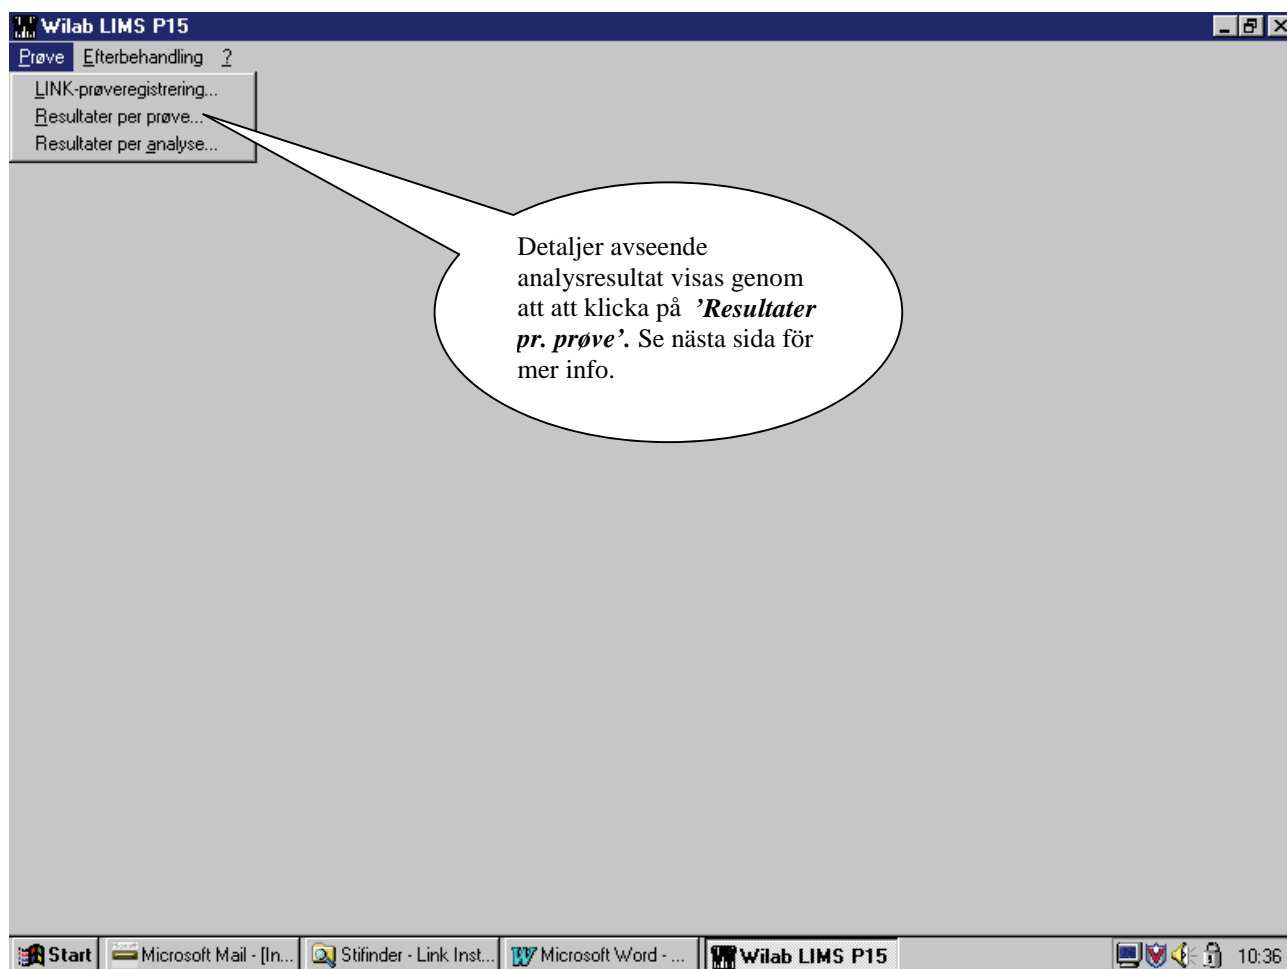 Wilab LIMS P15
Prøve Efterbehandling ?
LINK-prøveregistrering...
Resultater per prøve...
Resultater per analyse...
Detaljer avseende
analysresultat visas genom
att att klicka på ’Resultater
pr. prøve’. Se nästa sida för
mer info.
Start Microsoft Mail - [In... Stifinder - Link Inst... Microsoft Word - ... Wilab LIMS P15 10:36